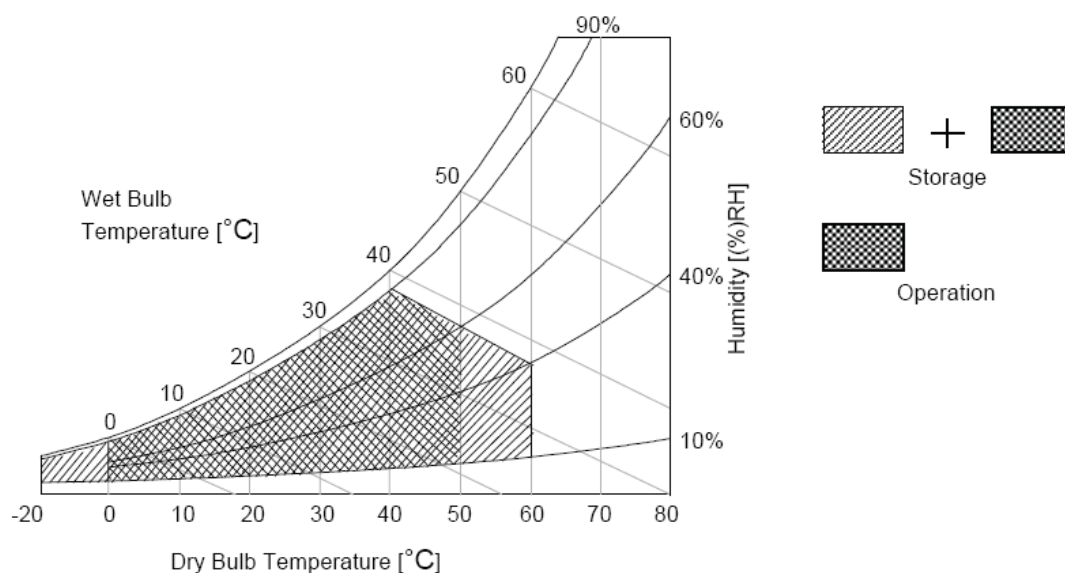 90%
60
60%
50
Storage
Wet Bulb
Temperature [°C]
Humidity [(%)RH]
40
40%
Operation
30
20
10
0
10%
-20 0 10 20 30 40 50 60 70 80
Dry Bulb Temperature [°C]